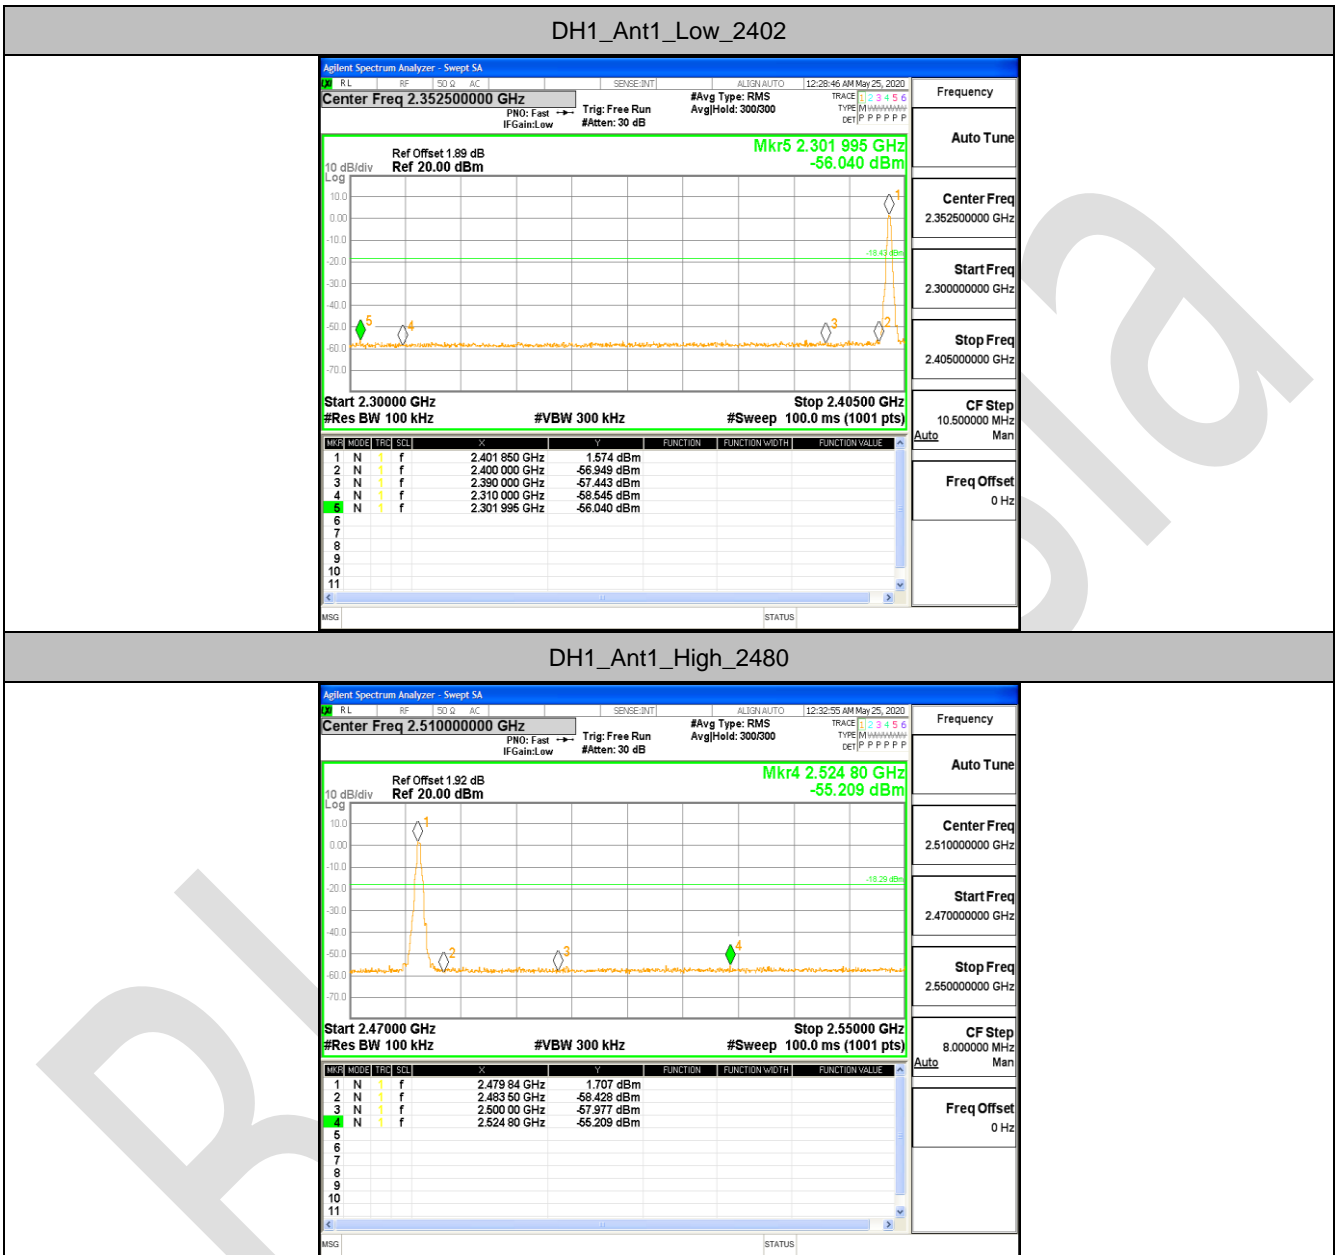 DH1_Ant1_Low_2402
Agilent Spectrum Analyzer - Swept SA
LXI RL RF 50 Ω AC SENSE:INT ALIGN AUTO 12:28:46 AM May 25, 2020
Center Freq 2.352500000 GHz
PNO: Fast
IFGain:Low
Trig: Free Run
#Atten: 30 dB
#Avg Type: RMS
Avg|Hold: 300/300
TRACE 1 2 3 4 5 6
TYPE M
DET P P P P P P
Mkr5 2.301 995 GHz
-56.040 dBm
Ref Offset 1.89 dB
10 dB/div Ref 20.00 dBm
Log
10.0
0.00
-10.0
-20.0
-30.0
-40.0
-50.0
-60.0
-70.0
-18.43 dBm
1
2
3
4
5
Start 2.30000 GHz Stop 2.40500 GHz
#Res BW 100 kHz #VBW 300 kHz #Sweep 100.0 ms (1001 pts)
MKR MODE TRC SCL X Y FUNCTION FUNCTION WIDTH FUNCTION VALUE
1 N 1 f 2.401 850 GHz 1.574 dBm
2 N 1 f 2.400 000 GHz -56.949 dBm
3 N 1 f 2.390 000 GHz -57.443 dBm
4 N 1 f 2.310 000 GHz -58.545 dBm
5 N 1 f 2.301 995 GHz -56.040 dBm
6
7
8
9
10
11
MSG STATUS
Frequency
Auto Tune
Center Freq
2.352500000 GHz
Start Freq
2.300000000 GHz
Stop Freq
2.405000000 GHz
CF Step
10.500000 MHz
Auto Man
Freq Offset
0 Hz
DH1_Ant1_High_2480
Agilent Spectrum Analyzer - Swept SA
LXI RL RF 50 Ω AC SENSE:INT ALIGN AUTO 12:32:55 AM May 25, 2020
Center Freq 2.510000000 GHz
PNO: Fast
IFGain:Low
Trig: Free Run
#Atten: 30 dB
#Avg Type: RMS
Avg|Hold: 300/300
TRACE 1 2 3 4 5 6
TYPE M
DET P P P P P P
Mkr4 2.524 80 GHz
-55.209 dBm
Ref Offset 1.92 dB
10 dB/div Ref 20.00 dBm
Log
10.0
0.00
-10.0
-20.0
-30.0
-40.0
-50.0
-60.0
-70.0
-18.29 dBm
1
2
3
4
Start 2.47000 GHz Stop 2.55000 GHz
#Res BW 100 kHz #VBW 300 kHz #Sweep 100.0 ms (1001 pts)
MKR MODE TRC SCL X Y FUNCTION FUNCTION WIDTH FUNCTION VALUE
1 N 1 f 2.479 84 GHz 1.707 dBm
2 N 1 f 2.483 50 GHz -58.428 dBm
3 N 1 f 2.500 00 GHz -57.977 dBm
4 N 1 f 2.524 80 GHz -55.209 dBm
5
6
7
8
9
10
11
MSG STATUS
Frequency
Auto Tune
Center Freq
2.510000000 GHz
Start Freq
2.470000000 GHz
Stop Freq
2.550000000 GHz
CF Step
8.000000 MHz
Auto Man
Freq Offset
0 Hz